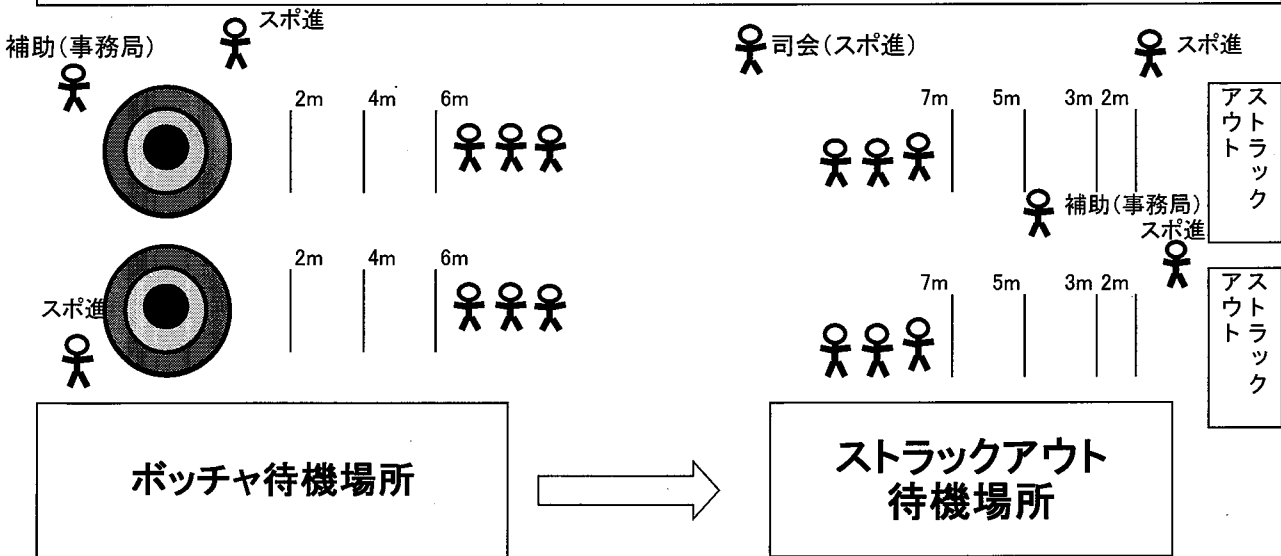 スポ進
補助(事務局)
2m 4m 6m
2m 4m 6m
スポ進
ボッチャ待機場所
司会(スポ進)
スポ進
7m 5m 3m 2m
ストラック
アウト
補助(事務局)
スポ進
7m 5m 3m 2m
ストラック
アウト
ストラックアウト
待機場所